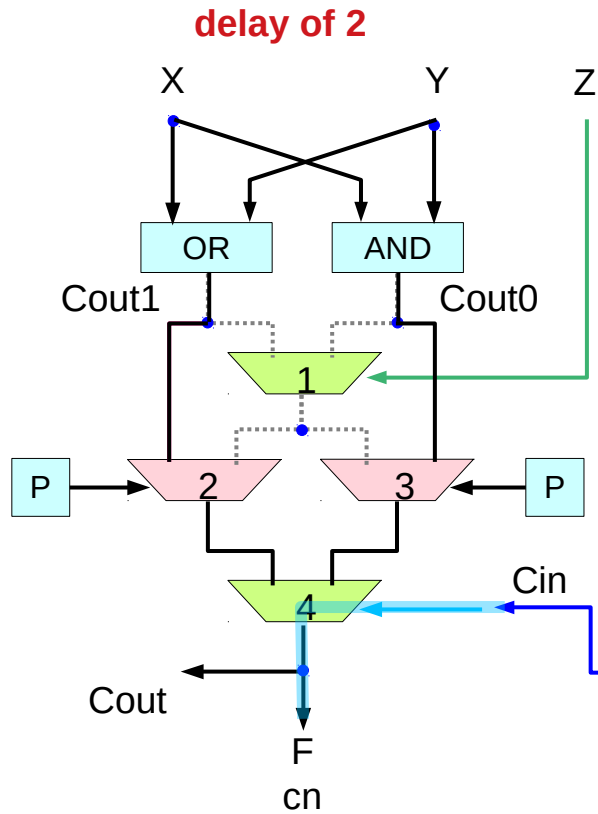 delay of 2
X Y Z
OR AND
Cout1 Cout0
1
P 2 3 P
Cin
4
Cout
F
cn